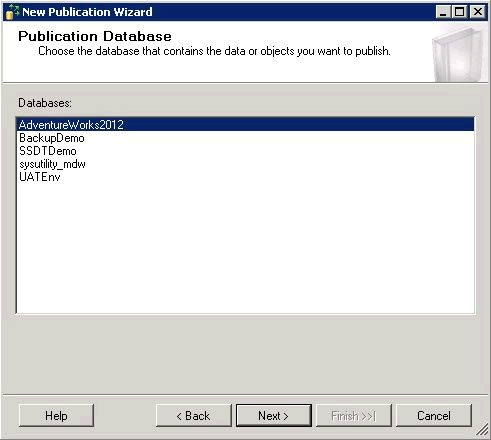 New Publication Wizard
Publication Database
Choose the database that contains the data or objects you want to publish.
Databases:
AdventureWorks2012
BackupDemo
SSDTDemo
sysutility_mdw
UATEnv
Help
< Back
Next >
Finish >>|
Cancel